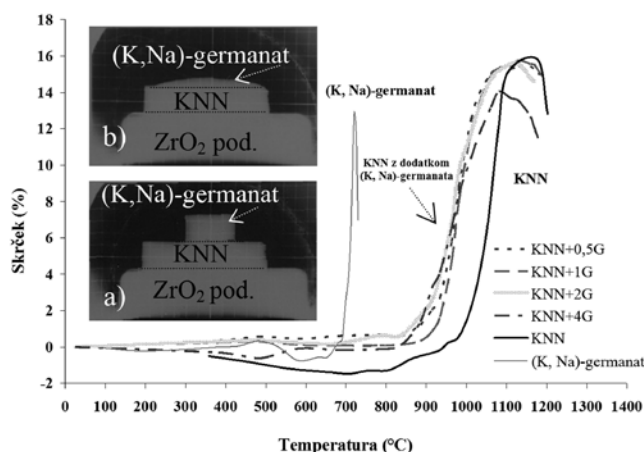 Skrček (%)
18
16
14
12
10
8
6
4
2
0
-2
(K,Na)-germanat
KNN
b)
ZrO₂ pod.
(K,Na)-germanat
KNN
a)
ZrO₂ pod.
(K, Na)-germanat
KNN z dodatkom
(K, Na)-germanata
KNN
KNN+0,5G
KNN+1G
KNN+2G
KNN+4G
KNN
(K, Na)-germanat
0 100 200 300 400 500 600 700 800 900 1000 1100 1200 1300 1400
Temperatura (°C)